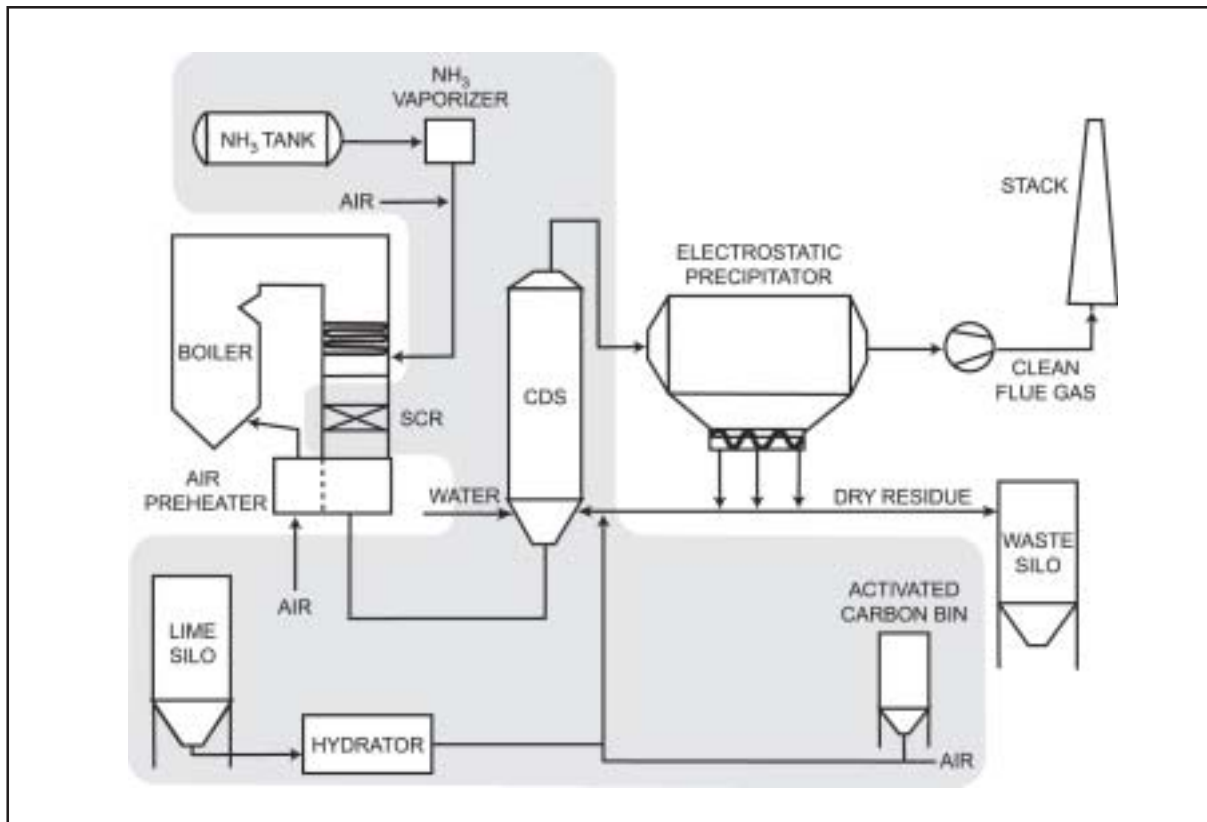 NH₃
VAPORIZER
NH₃ TANK
AIR
STACK
ELECTROSTATIC
PRECIPITATOR
BOILER
CLEAN
FLUE GAS
CDS
SCR
AIR
PREHEATER
WATER
DRY RESIDUE
WASTE
SILO
ACTIVATED
CARBON BIN
AIR
LIME
SILO
HYDRATOR
AIR